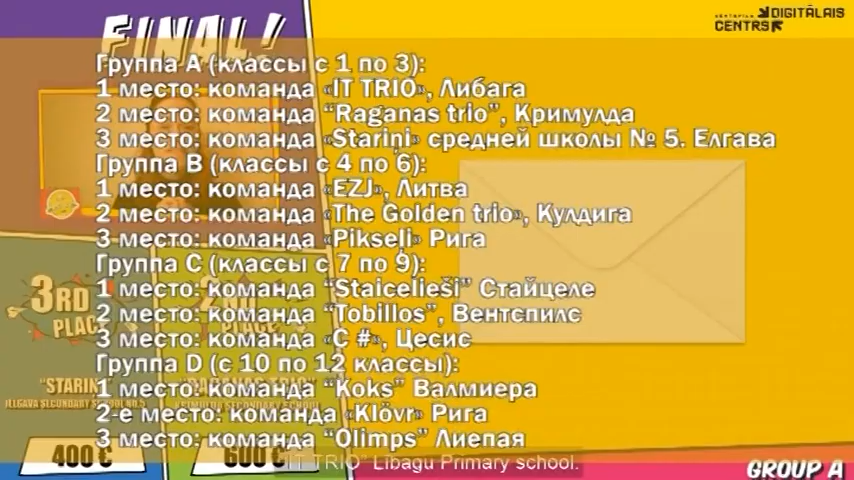 FINAL!
VENTSPILS
DIGITĀLAIS
CENTRS
Группа А (классы с 1 по 3):
1 место: команда «IT TRIO», Либага
2 место: команда “Raganas trio”, Кримулда
3 место: команда «Stariņi» средней школы № 5. Елгава
Группа В (классы с 4 по 6):
1 место: команда «EZJ», Литва
2 место: команда «The Golden trio», Кулдига
3 место: команда «Pikseļi» Рига
Группа С (классы с 7 по 9):
1 место: команда “Staicelieši” Стайцеле
2 место: команда “Tobillos”, Вентспилс
3 место: команда «C #», Цесис
Группа D (с 10 по 12 классы):
1 место: команда “Koks” Валмиера
2-е место: команда «Klövr» Рига
3 место: команда “Olimps” Лиепая
3RD
PLACE
2ND
PLACE
400 €
600 €
“IT TRIO” Libagu Primary school.
GROUP A